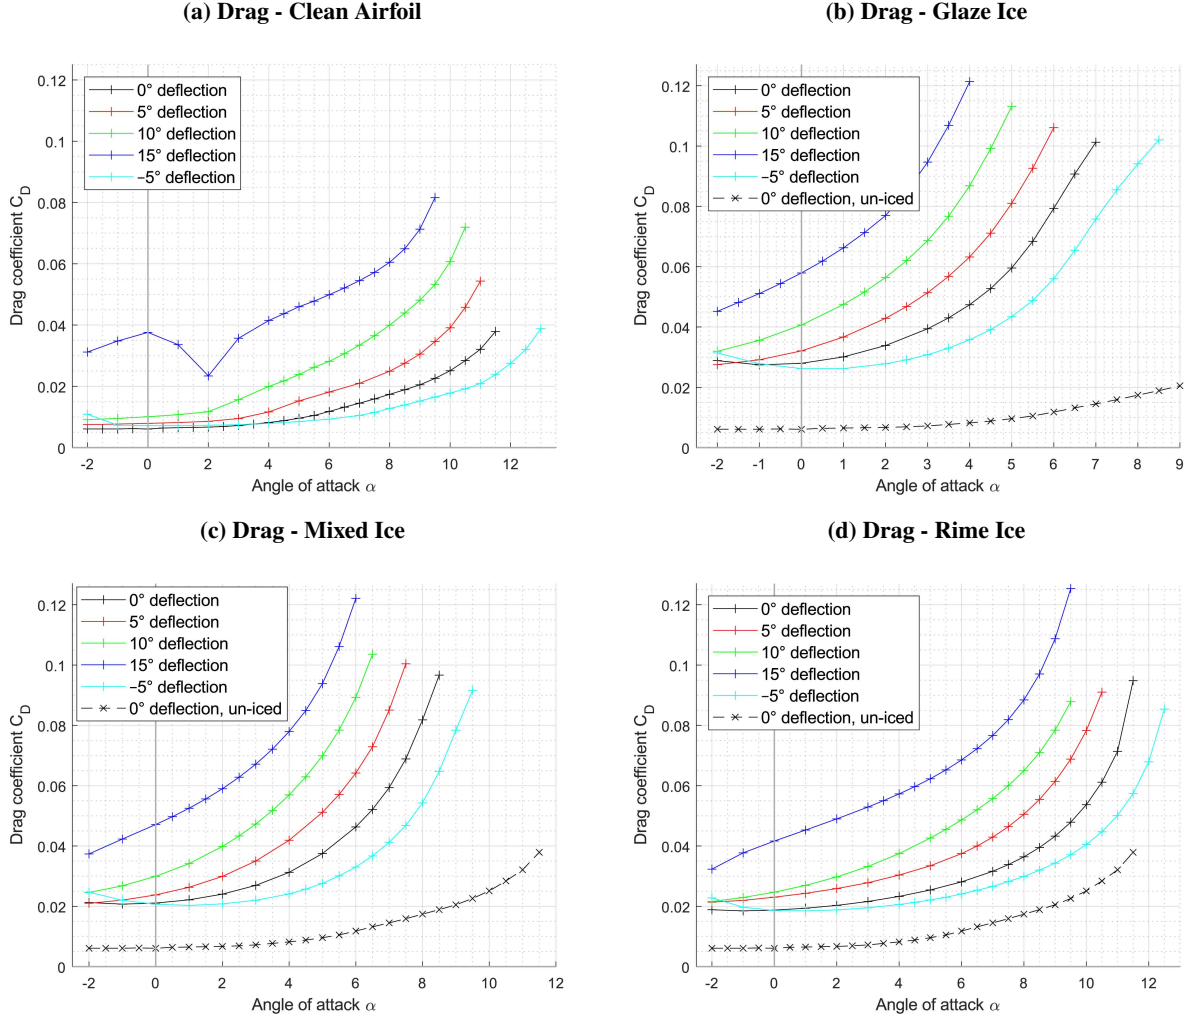 (a) Drag - Clean Airfoil
0.12
0.1
0.08
0.06
0.04
0.02
0
Drag coefficient C_D
0° deflection
5° deflection
10° deflection
15° deflection
−5° deflection
-2 0 2 4 6 8 10 12
Angle of attack α
(b) Drag - Glaze Ice
0.12
0.1
0.08
0.06
0.04
0.02
0
Drag coefficient C_D
0° deflection
5° deflection
10° deflection
15° deflection
−5° deflection
0° deflection, un-iced
-2 -1 0 1 2 3 4 5 6 7 8 9
Angle of attack α
(c) Drag - Mixed Ice
0.12
0.1
0.08
0.06
0.04
0.02
0
Drag coefficient C_D
0° deflection
5° deflection
10° deflection
15° deflection
−5° deflection
0° deflection, un-iced
-2 0 2 4 6 8 10 12
Angle of attack α
(d) Drag - Rime Ice
0.12
0.1
0.08
0.06
0.04
0.02
0
Drag coefficient C_D
0° deflection
5° deflection
10° deflection
15° deflection
−5° deflection
0° deflection, un-iced
-2 0 2 4 6 8 10 12
Angle of attack α